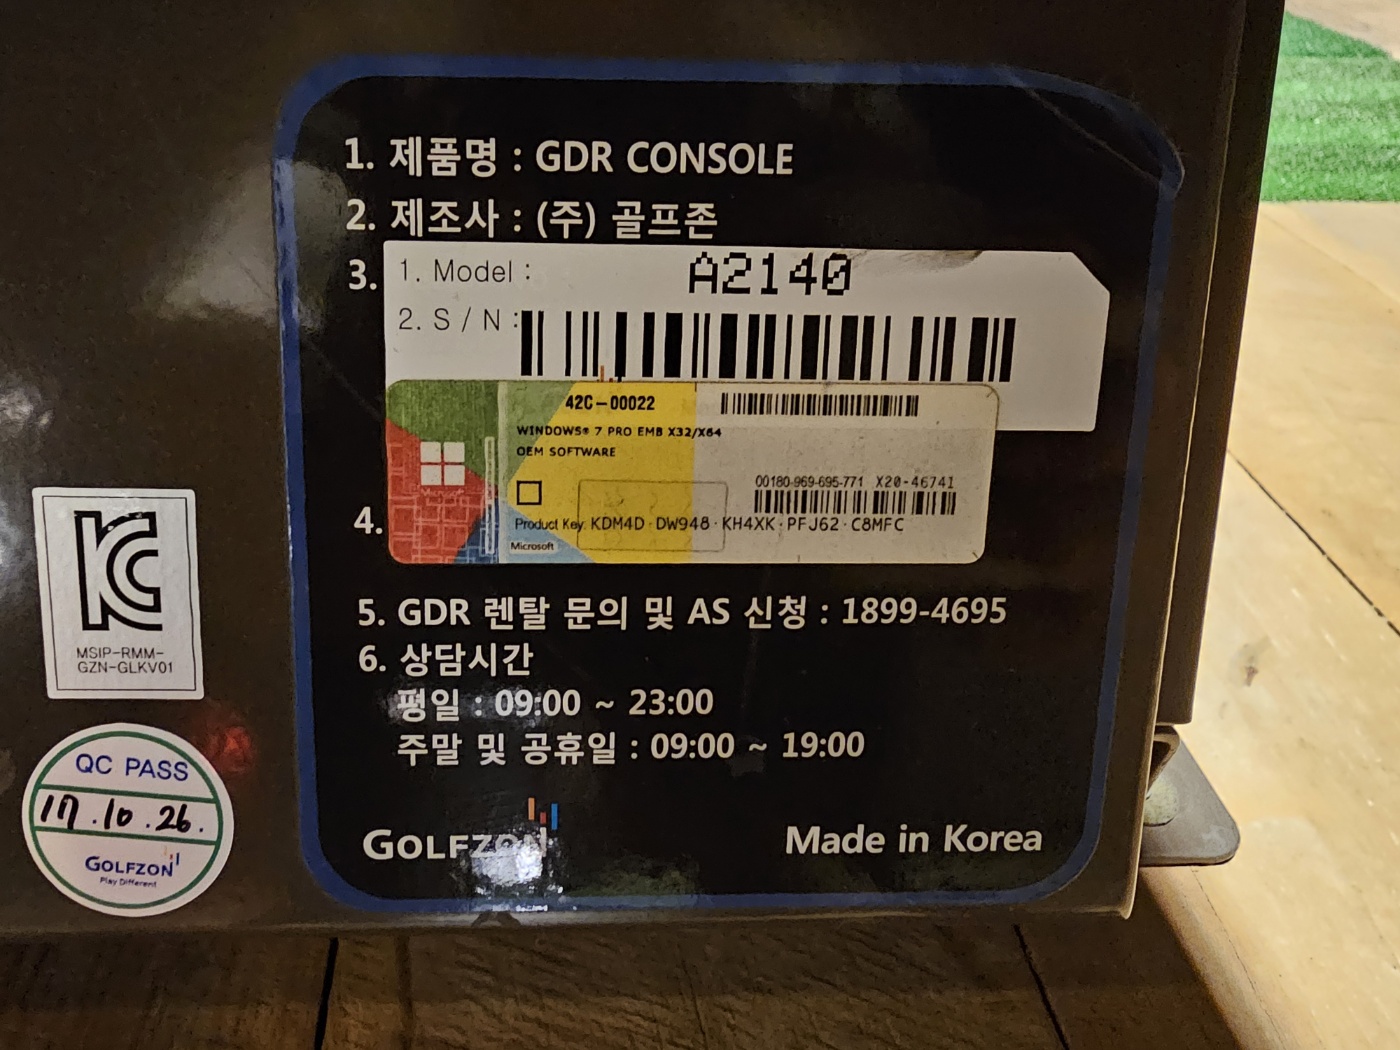 1. 제품명 : GDR CONSOLE
2. 제조사 : (주) 골프존
3.
1. Model :
A2140
2. S / N :
42C-00022
WINDOWS® 7 PRO EMB X32/X64
OEM SOFTWARE
00180-969-695-771 X20-46741
4.
Product Key: KDM4D·DW948·KH4XK·PFJ62·C8MFC
Microsoft
Microsoft
5. GDR 렌탈 문의 및 AS 신청 : 1899-4695
6. 상담시간
평일 : 09:00 ~ 23:00
주말 및 공휴일 : 09:00 ~ 19:00
GOLFZON
Made in Korea
MSIP-RMM-
GZN-GLKV01
QC PASS
17.10.26.
GOLFZON
Play Different